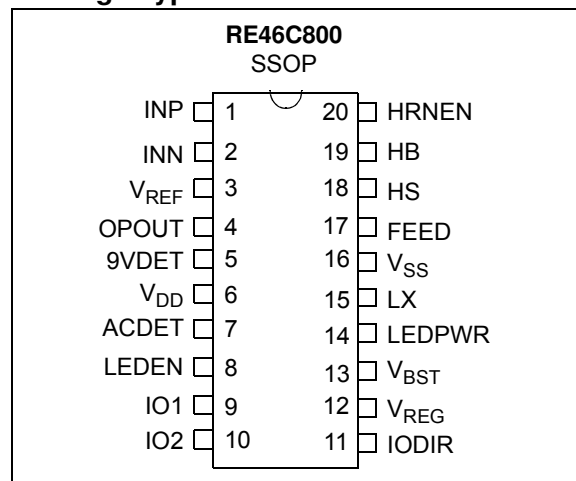 RE46C800
SSOP
INP 1 20 HRNEN
INN 2 19 HB
VREF 3 18 HS
OPOUT 4 17 FEED
9VDET 5 16 VSS
VDD 6 15 LX
ACDET 7 14 LEDPWR
LEDEN 8 13 VBST
IO1 9 12 VREG
IO2 10 11 IODIR